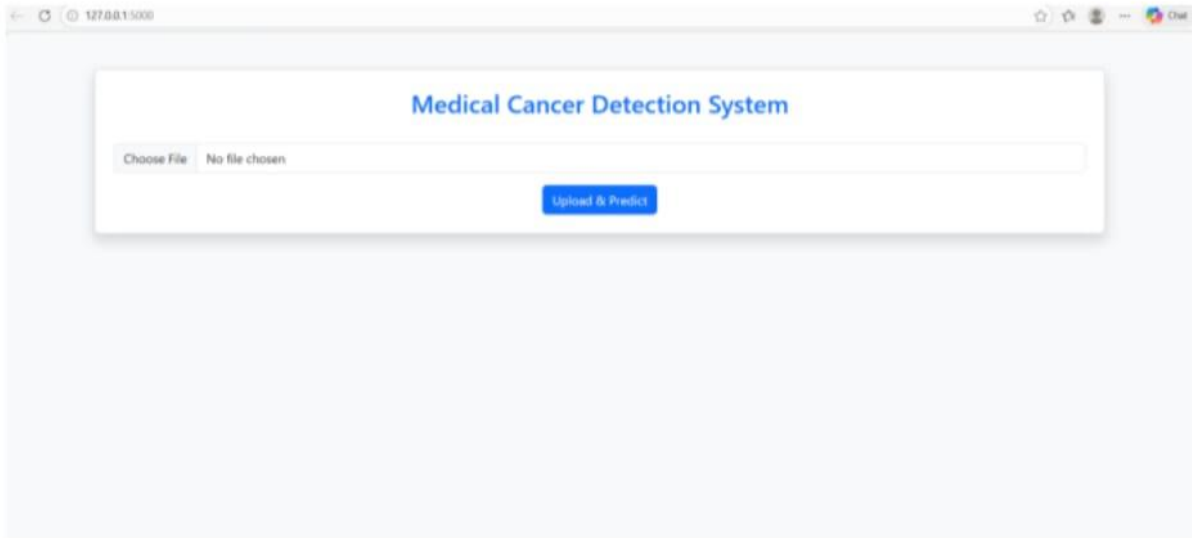 127.0.0.1:5000
Chat
Medical Cancer Detection System
Choose File No file chosen
Upload & Predict